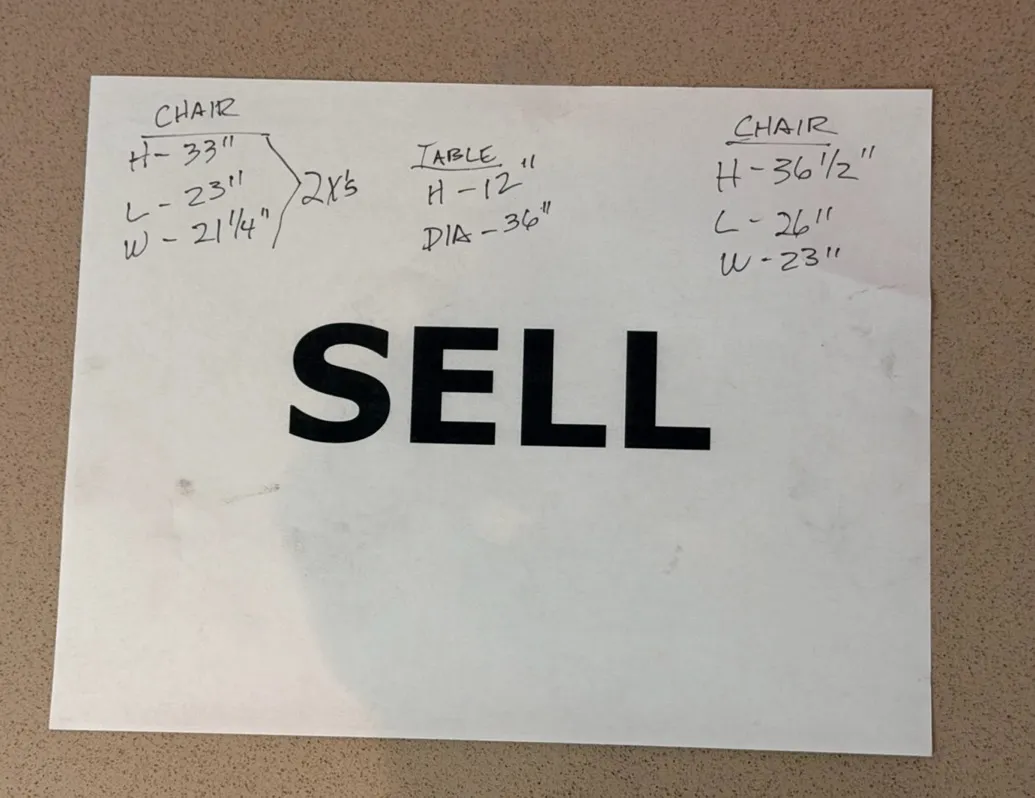 CHAIR
H - 33"
L - 23"
W - 21 1/4"
2X's
TABLE
H - 12"
DIA - 36"
CHAIR
H - 36 1/2"
L - 26"
W - 23"
SELL